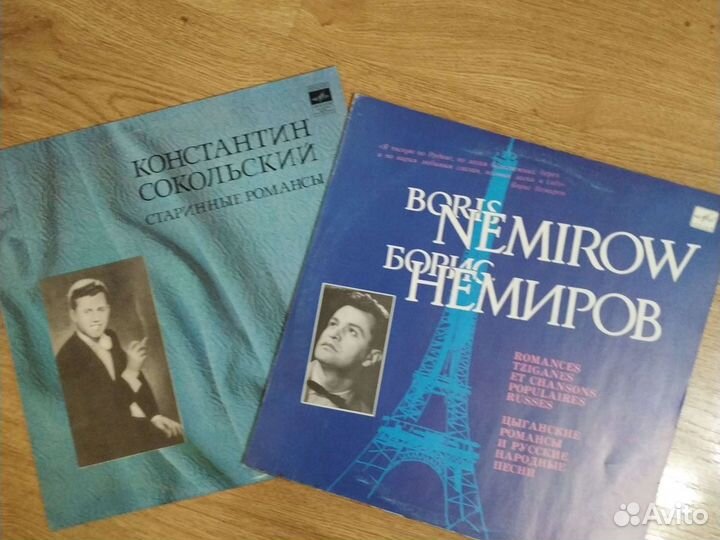 КОНСТАНТИН
СОКОЛЬСКИЙ
СТАРИННЫЕ РОМАНСЫ
BORIS
NEMIROW
БОРИС
НЕМИРОВ
ROMANCES
TZIGANES
ET CHANSONS
POPULAIRES
RUSSES
ЦЫГАНСКИЕ
РОМАНСЫ
И РУССКИЕ
НАРОДНЫЕ
ПЕСНИ
Avito